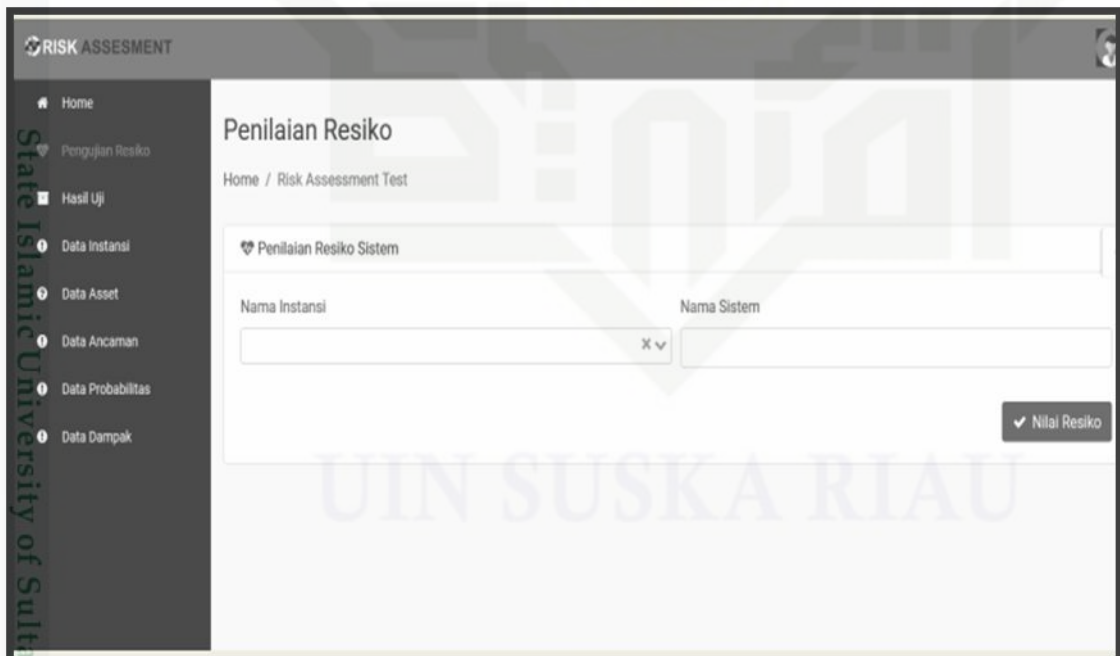 RISK ASSESMENT
Home
Pengujian Resiko
Hasil Uji
Data Instansi
Data Asset
Data Ancaman
Data Probabilitas
Data Dampak
Penilaian Resiko
Home / Risk Assessment Test
Penilaian Resiko Sistem
Nama Instansi
Nama Sistem
Nilai Resiko
UIN SUSKA RIAU
State Islamic University of Sulta